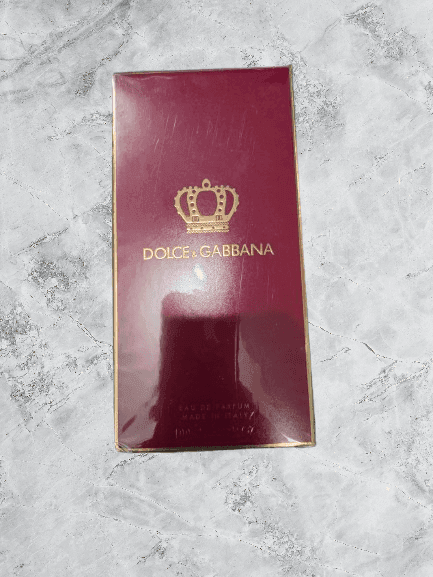 DOLCE&GABBANA
EAU DE PARFUM
MADE IN ITALY